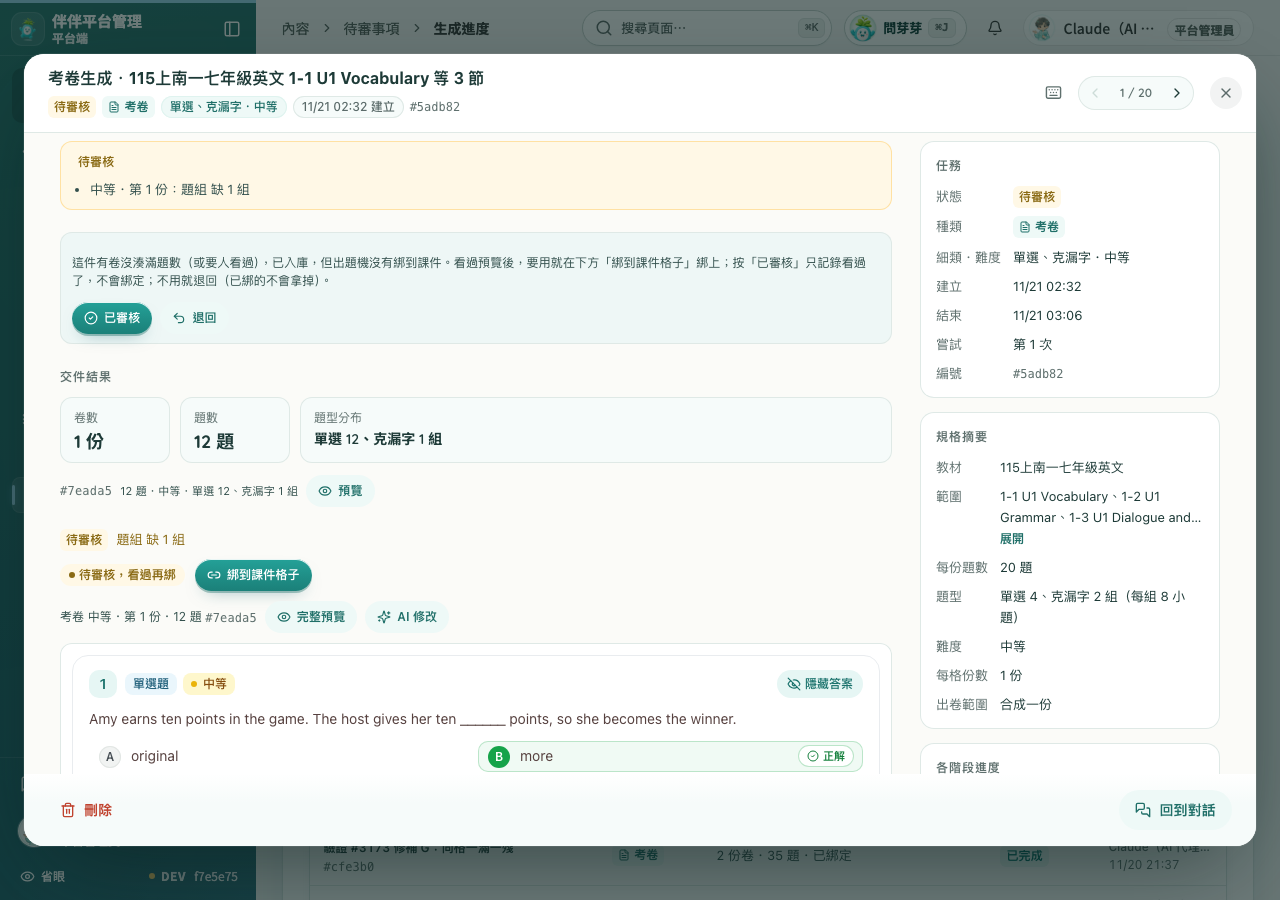 伴伴平台管理
平台端
內容 > 待審事項 > 生成進度
搜尋頁面… ⌘K
問芽芽 ⌘J
Claude（AI … 平台管理員
考卷生成 · 115上南一七年級英文 1-1 U1 Vocabulary 等 3 節
待審核 考卷 單選、克漏字 · 中等 11/21 02:32 建立 #5adb82
1 / 20
待審核
• 中等 · 第 1 份：題組 缺 1 組
這件有卷沒湊滿題數（或要人看過），已入庫，但出題機沒有綁到課件。看過預覽後，要用就在下方「綁到課件格子」綁上；按「已審核」只記錄看過
了，不會綁定；不用就退回（已綁的不會拿掉）。
已審核 退回
交件結果
卷數
1 份
題數
12 題
題型分布
單選 12、克漏字 1 組
#7eada5 12 題 · 中等 · 單選 12、克漏字 1 組 預覽
待審核 題組 缺 1 組
待審核，看過再綁 綁到課件格子
考卷 中等 · 第 1 份 · 12 題 #7eada5 完整預覽 AI 修改
1 單選題 中等 隱藏答案
Amy earns ten points in the game. The host gives her ten ______ points, so she becomes the winner.
A original
B more 正解
任務
狀態 待審核
種類 考卷
細類 · 難度 單選、克漏字 · 中等
建立 11/21 02:32
結束 11/21 03:06
嘗試 第 1 次
編號 #5adb82
規格摘要
教材 115上南一七年級英文
範圍 1-1 U1 Vocabulary、1-2 U1
Grammar、1-3 U1 Dialogue and…
展開
每份題數 20 題
題型 單選 4、克漏字 2 組（每組 8 小
題）
難度 中等
每格份數 1 份
出卷範圍 合成一份
各階段進度
刪除 回到對話
#cfe3b0
考卷
2 份卷 · 35 題 · 已綁定
已完成
11/20 21:37
省眼 DEV f7e5e75